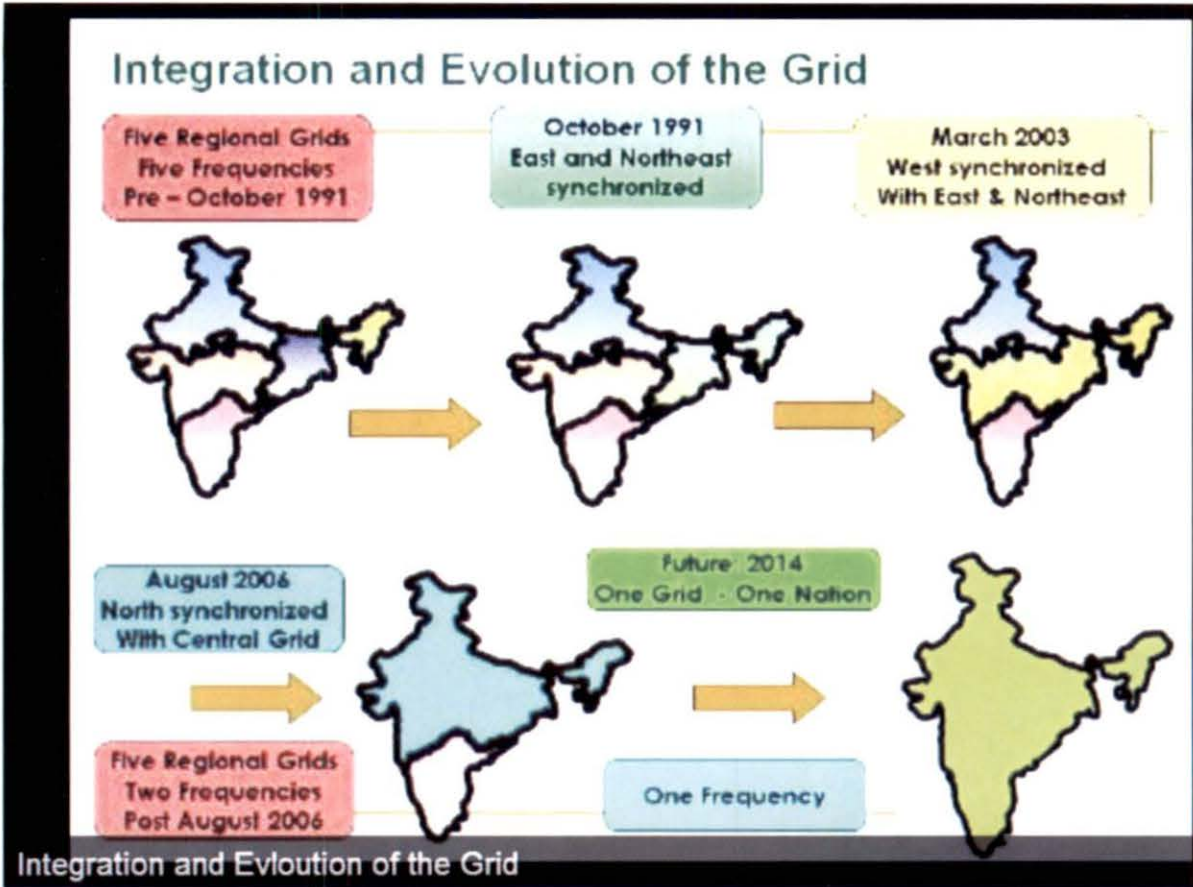 Integration and Evolution of the Grid
Five Regional Grids
Five Frequencies
Pre – October 1991
October 1991
East and Northeast
synchronized
March 2003
West synchronized
With East & Northeast
August 2006
North synchronized
With Central Grid
Future 2014
One Grid - One Nation
Five Regional Grids
Two Frequencies
Post August 2006
One Frequency
Integration and Evloution of the Grid